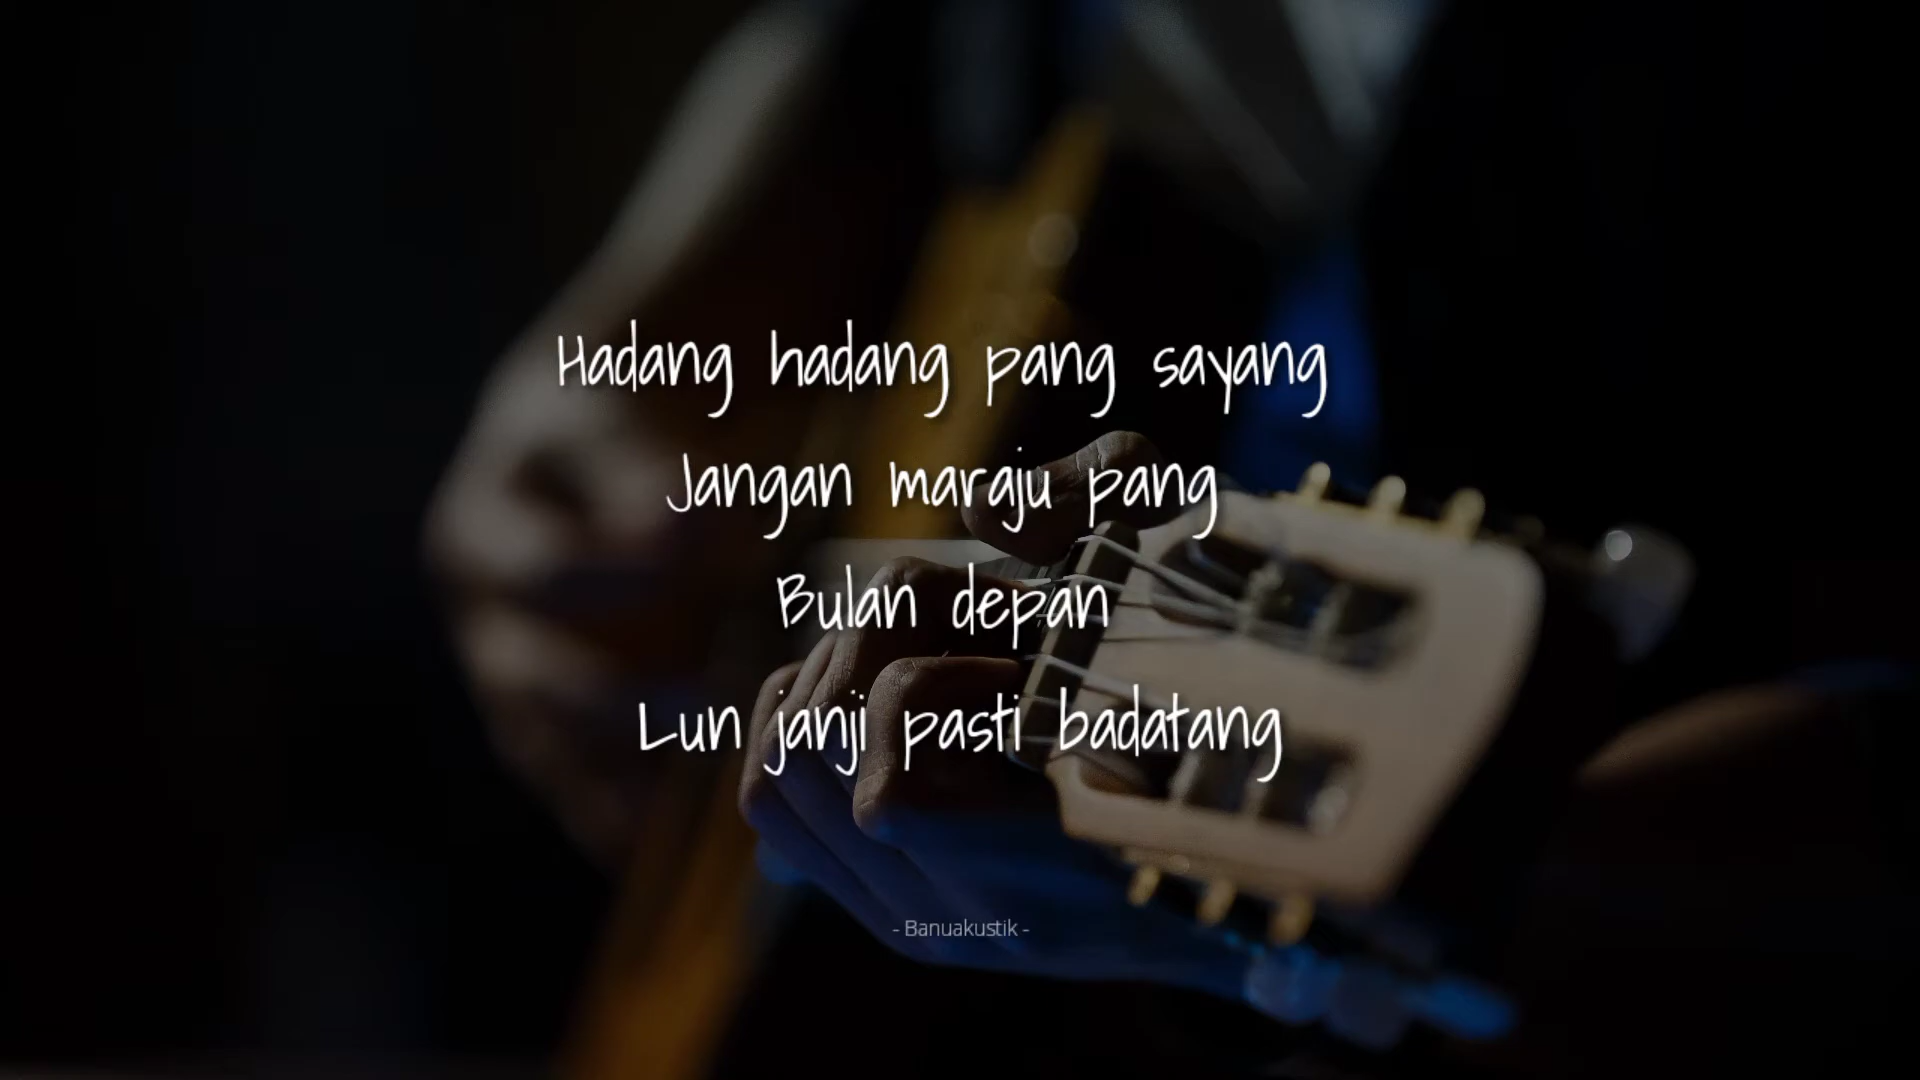 Hadang hadang pang sayang
Jangan maraju pang
Bulan depan
Lun janji pasti badatang
- Banuakustik -